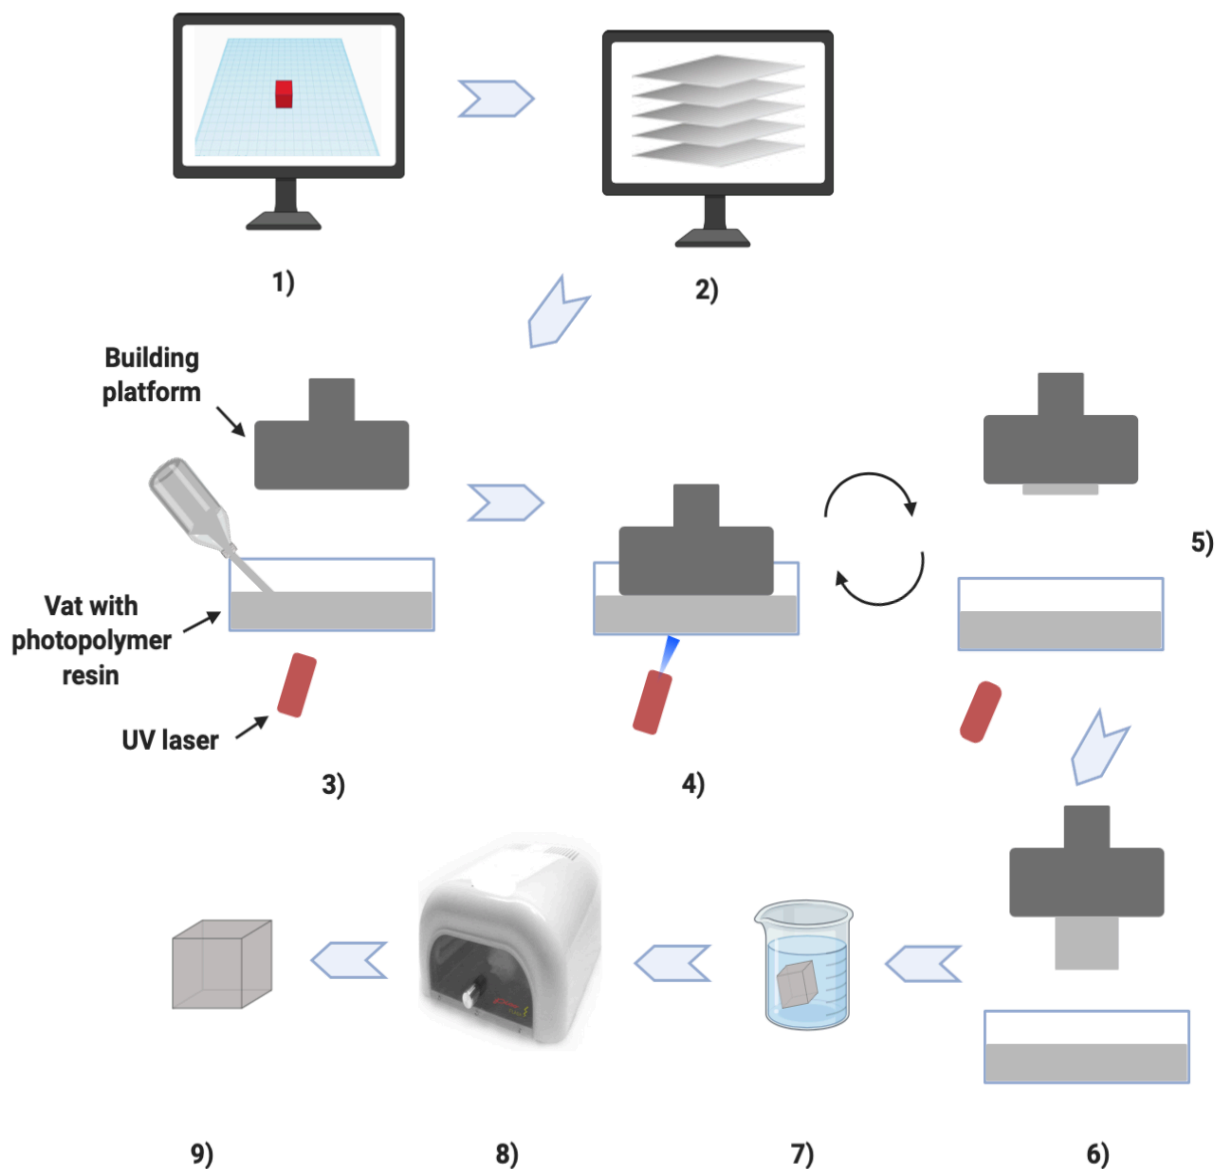 1)
2)
Building
platform
Vat with
photopolymer
resin
UV laser
3)
4)
5)
6)
7)
8)
9)